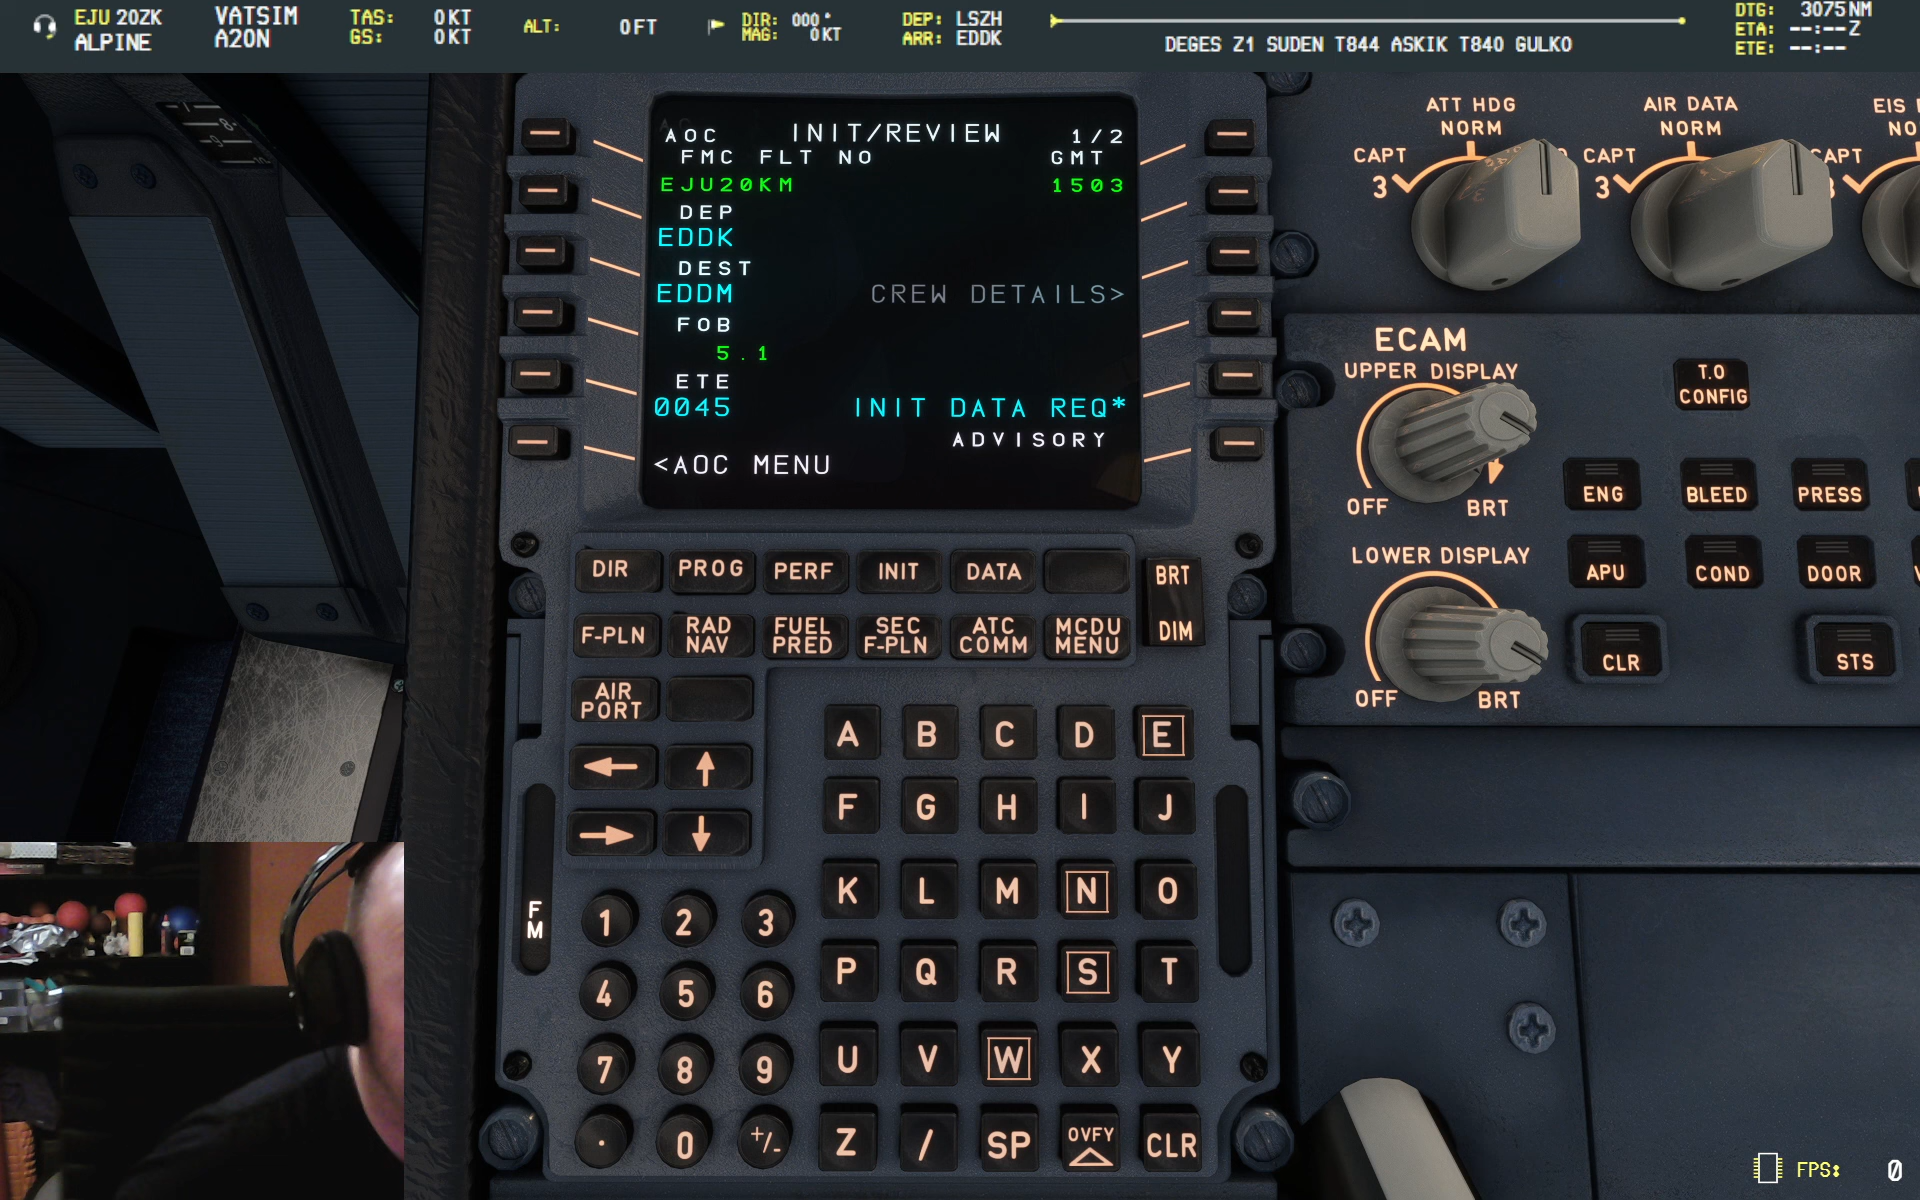 EJU 20ZK
ALPINE
VATSIM
A20N
TAS: 0KT
GS: 0KT
ALT: 0FT
DIR: 000°
MAG: 0KT
DEP: LSZH
ARR: EDDK
DEGES Z1 SUDEN T844 ASKIK T840 GULKO
DTG: 3075NM
ETA: --:--Z
ETE: --:--
AOC INIT/REVIEW 1/2
FMC FLT NO GMT
EJU20KM 1503
DEP
EDDK
DEST
EDDM CREW DETAILS>
FOB
5.1
ETE
0045 INIT DATA REQ*
ADVISORY
<AOC MENU
DIR PROG PERF INIT DATA
BRT
DIM
F-PLN RAD NAV FUEL PRED SEC F-PLN ATC COMM MCDU MENU
AIR PORT
A B C D E
F G H I J
K L M N O
P Q R S T
U V W X Y
Z / SP OVFY CLR
1 2 3
4 5 6
7 8 9
. 0 +/-
FM
ATT HDG
NORM
CAPT
3
AIR DATA
NORM
CAPT
3
EIS
NO
CAPT
3
ECAM
UPPER DISPLAY
OFF BRT
T.O
CONFIG
ENG BLEED PRESS
LOWER DISPLAY
OFF BRT
APU COND DOOR
CLR STS
FPS: 0